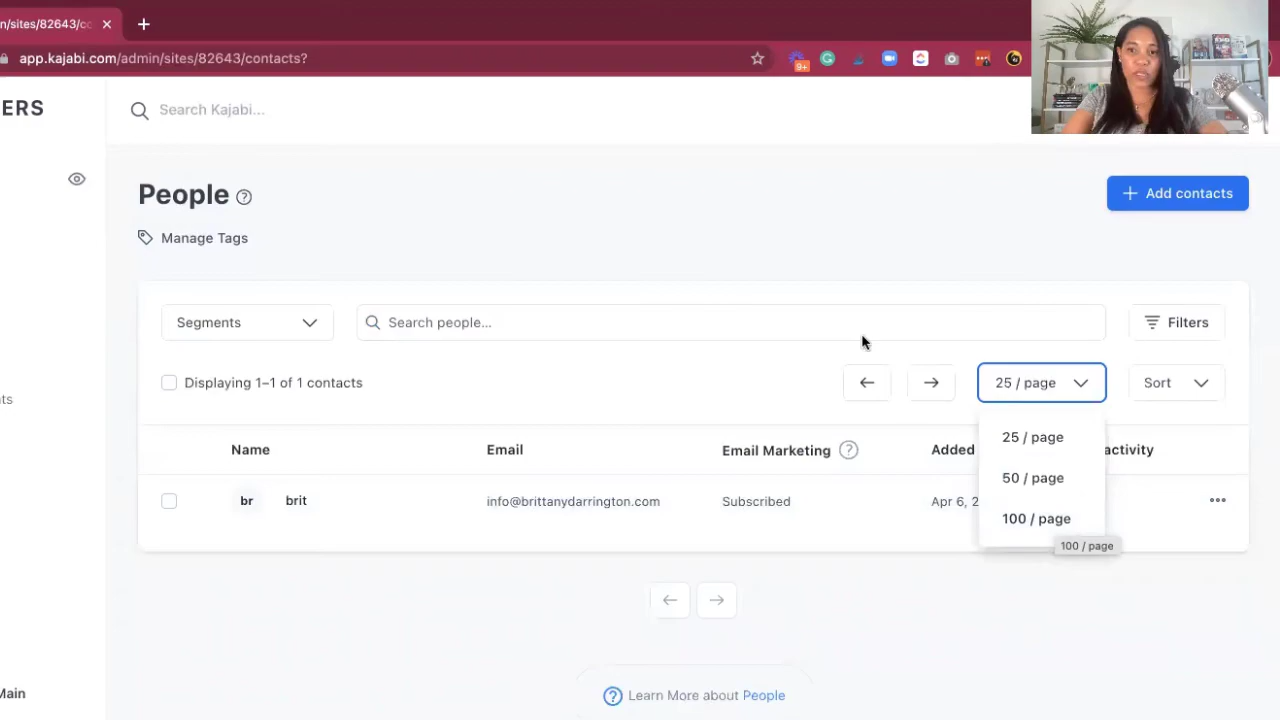 n/sites/82643/co
app.kajabi.com/admin/sites/82643/contacts?
9+
ERS
Search Kajabi...
People
Manage Tags
Add contacts
Segments
Search people...
Filters
Displaying 1–1 of 1 contacts
25 / page
Sort
25 / page
50 / page
100 / page
100 / page
Name
Email
Email Marketing
Added
activity
br
brit
info@brittanydarrington.com
Subscribed
Apr 6, 2
nts
Main
Learn More about People